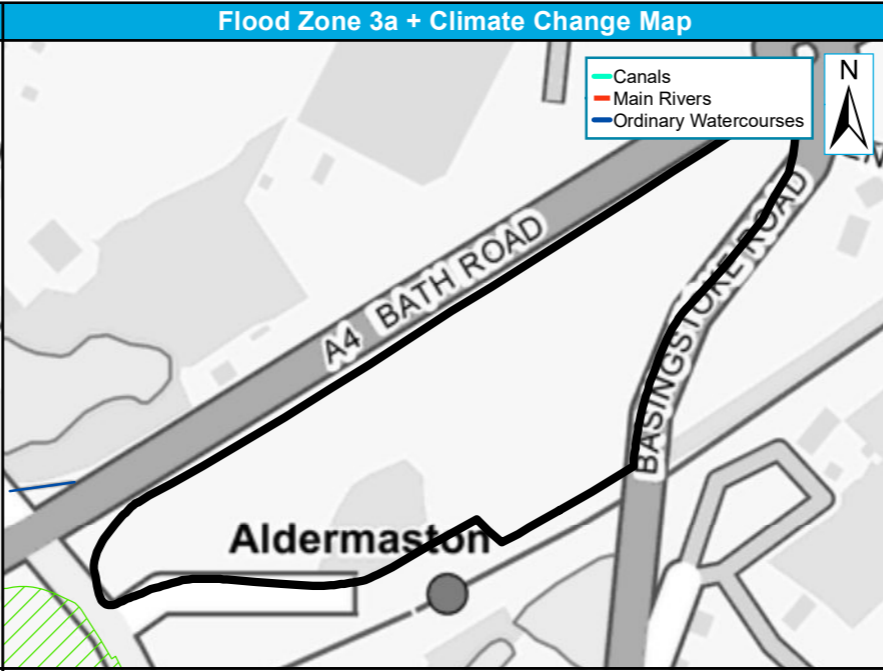 Flood Zone 3a + Climate Change Map
Canals
Main Rivers
Ordinary Watercourses
N
A4 BATH ROAD
BASINGSTOKE ROAD
Aldermaston